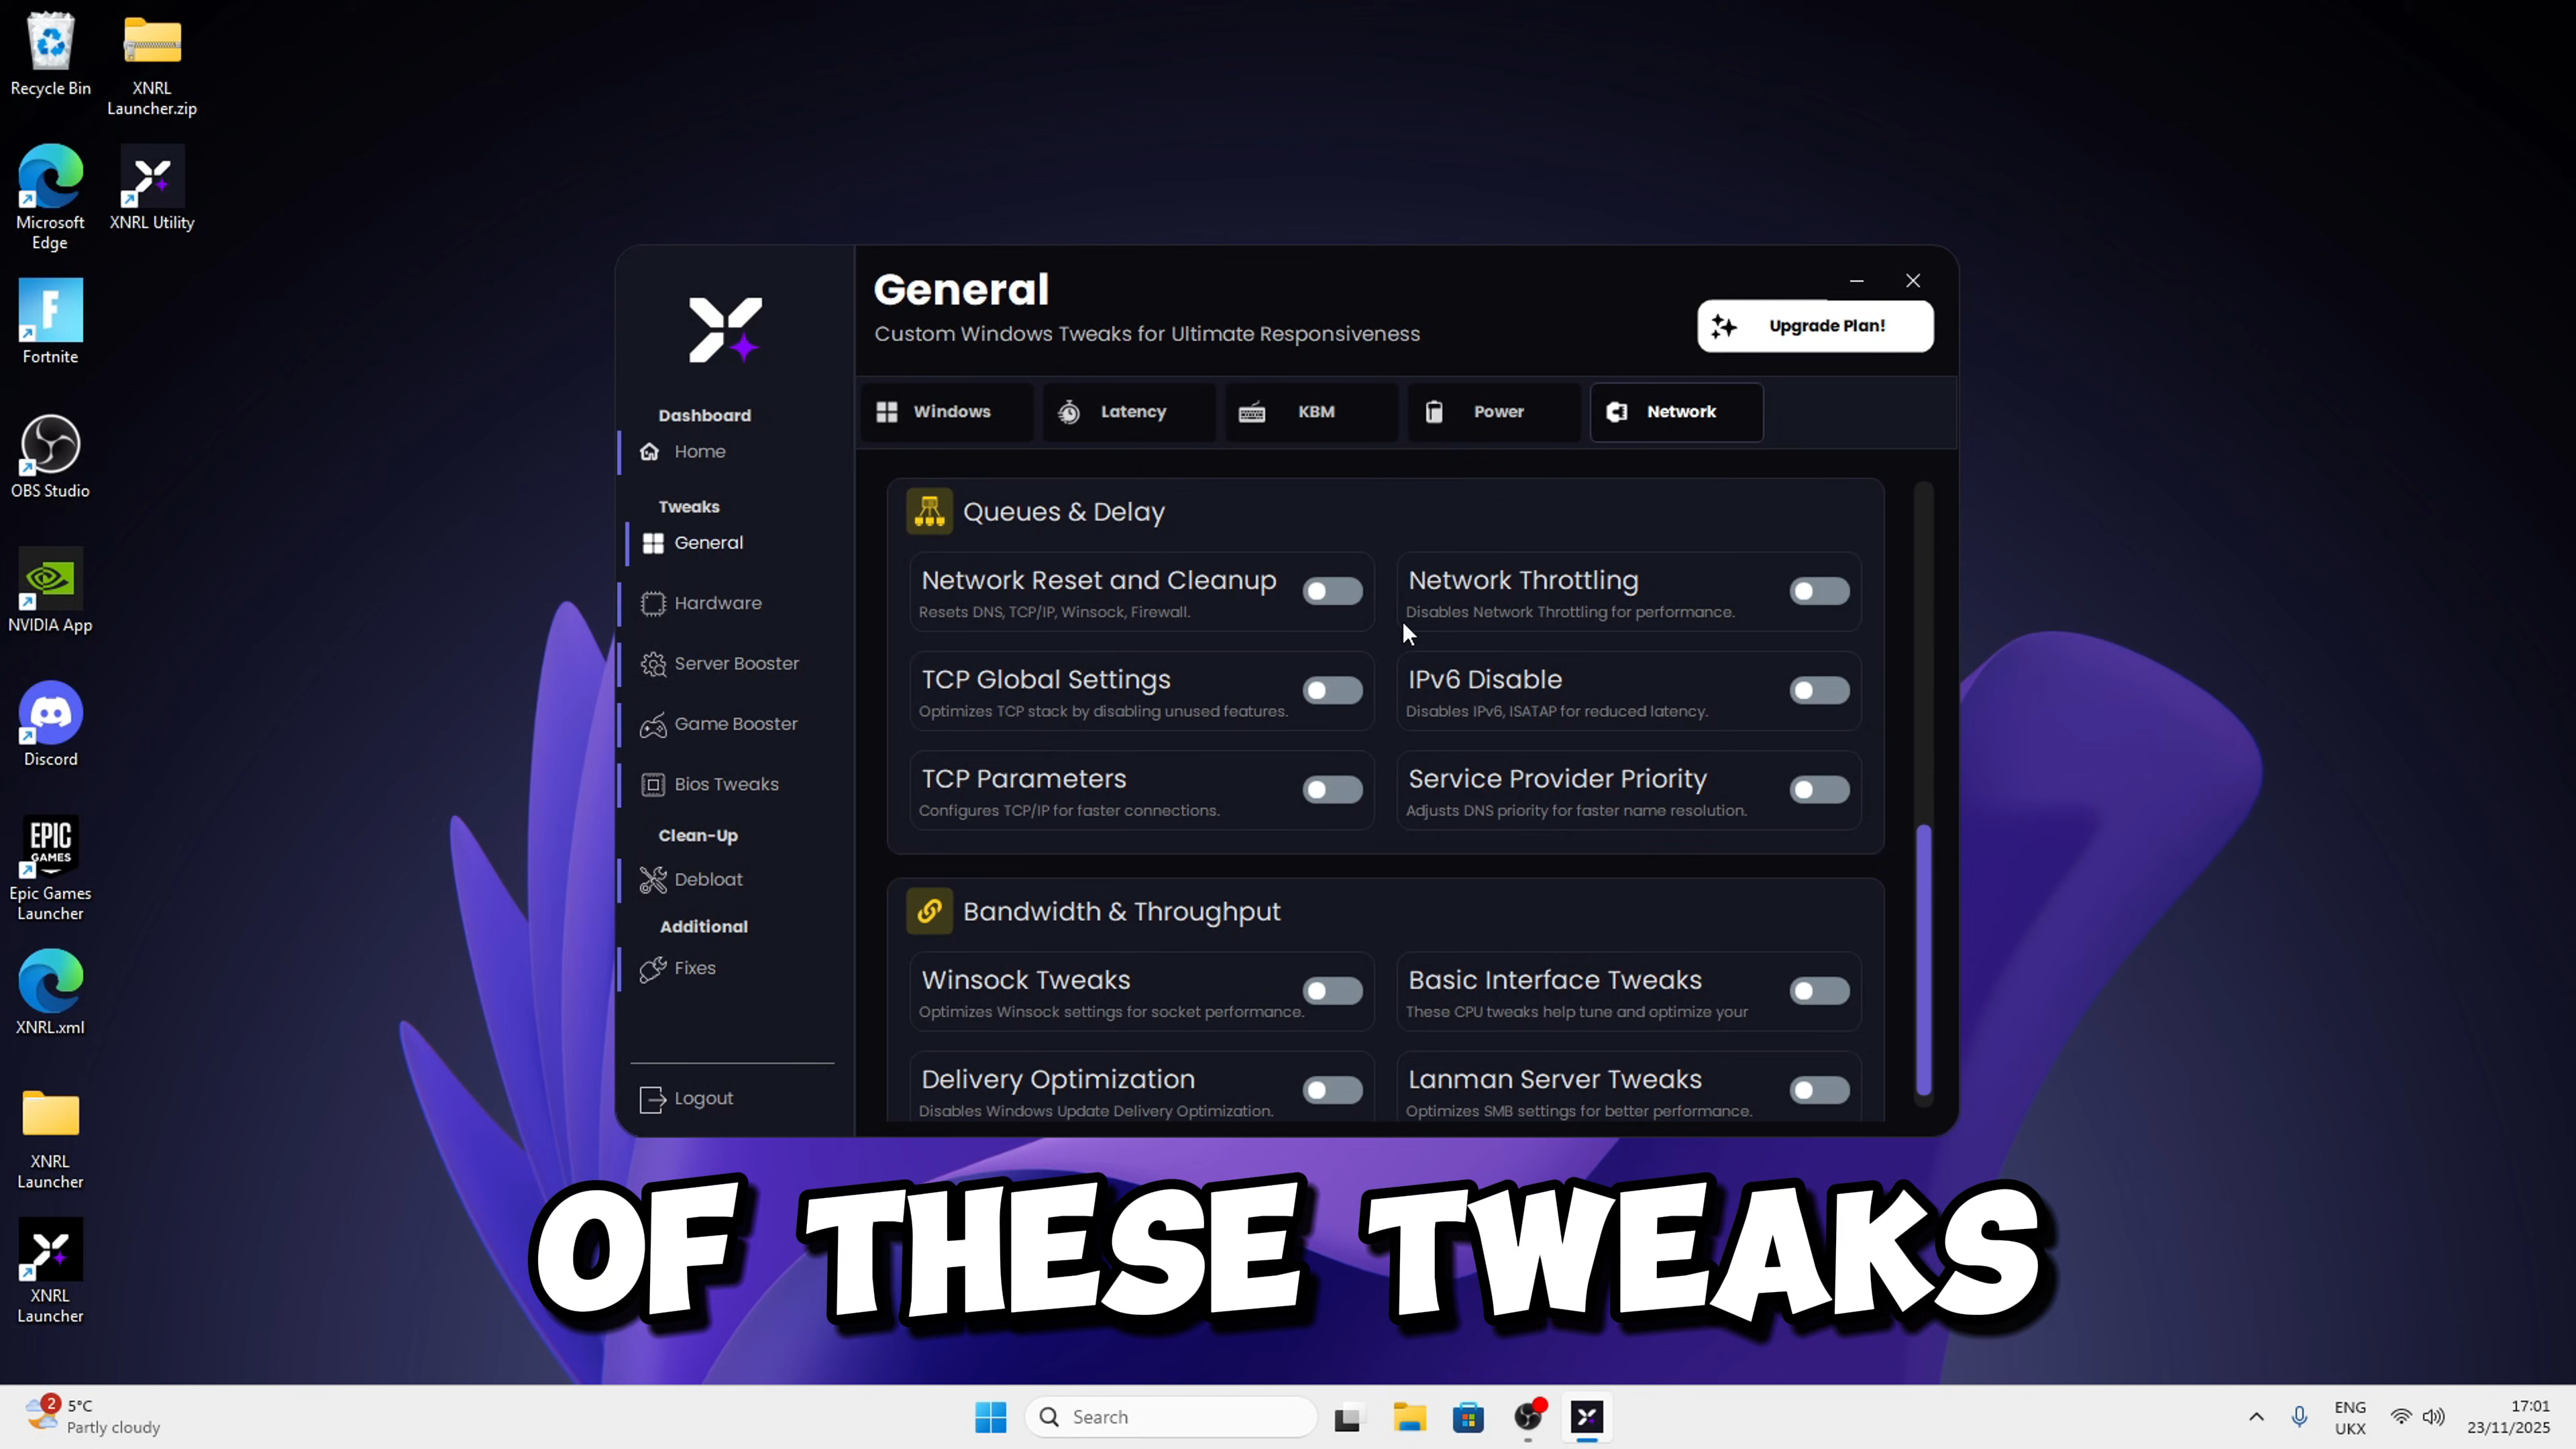 Recycle Bin
XNRL
Launcher.zip
Microsoft
Edge
XNRL Utility
Fortnite
OBS Studio
NVIDIA App
Discord
EPIC
GAMES
Epic Games
Launcher
XNRL.xml
XNRL
Launcher
XNRL
Launcher
General
Custom Windows Tweaks for Ultimate Responsiveness
Upgrade Plan!
Dashboard
Home
Tweaks
General
Hardware
Server Booster
Game Booster
Bios Tweaks
Clean-Up
Debloat
Additional
Fixes
Logout
Windows
Latency
KBM
Power
Network
Queues & Delay
Network Reset and Cleanup
Resets DNS, TCP/IP, Winsock, Firewall.
Network Throttling
Disables Network Throttling for performance.
TCP Global Settings
Optimizes TCP stack by disabling unused features.
IPv6 Disable
Disables IPv6, ISATAP for reduced latency.
TCP Parameters
Configures TCP/IP for faster connections.
Service Provider Priority
Adjusts DNS priority for faster name resolution.
Bandwidth & Throughput
Winsock Tweaks
Optimizes Winsock settings for socket performance.
Basic Interface Tweaks
These CPU tweaks help tune and optimize your
Delivery Optimization
Disables Windows Update Delivery Optimization.
Lanman Server Tweaks
Optimizes SMB settings for better performance.
OF THESE TWEAKS
2
5°C
Partly cloudy
Search
ENG
UKX
17:01
23/11/2025